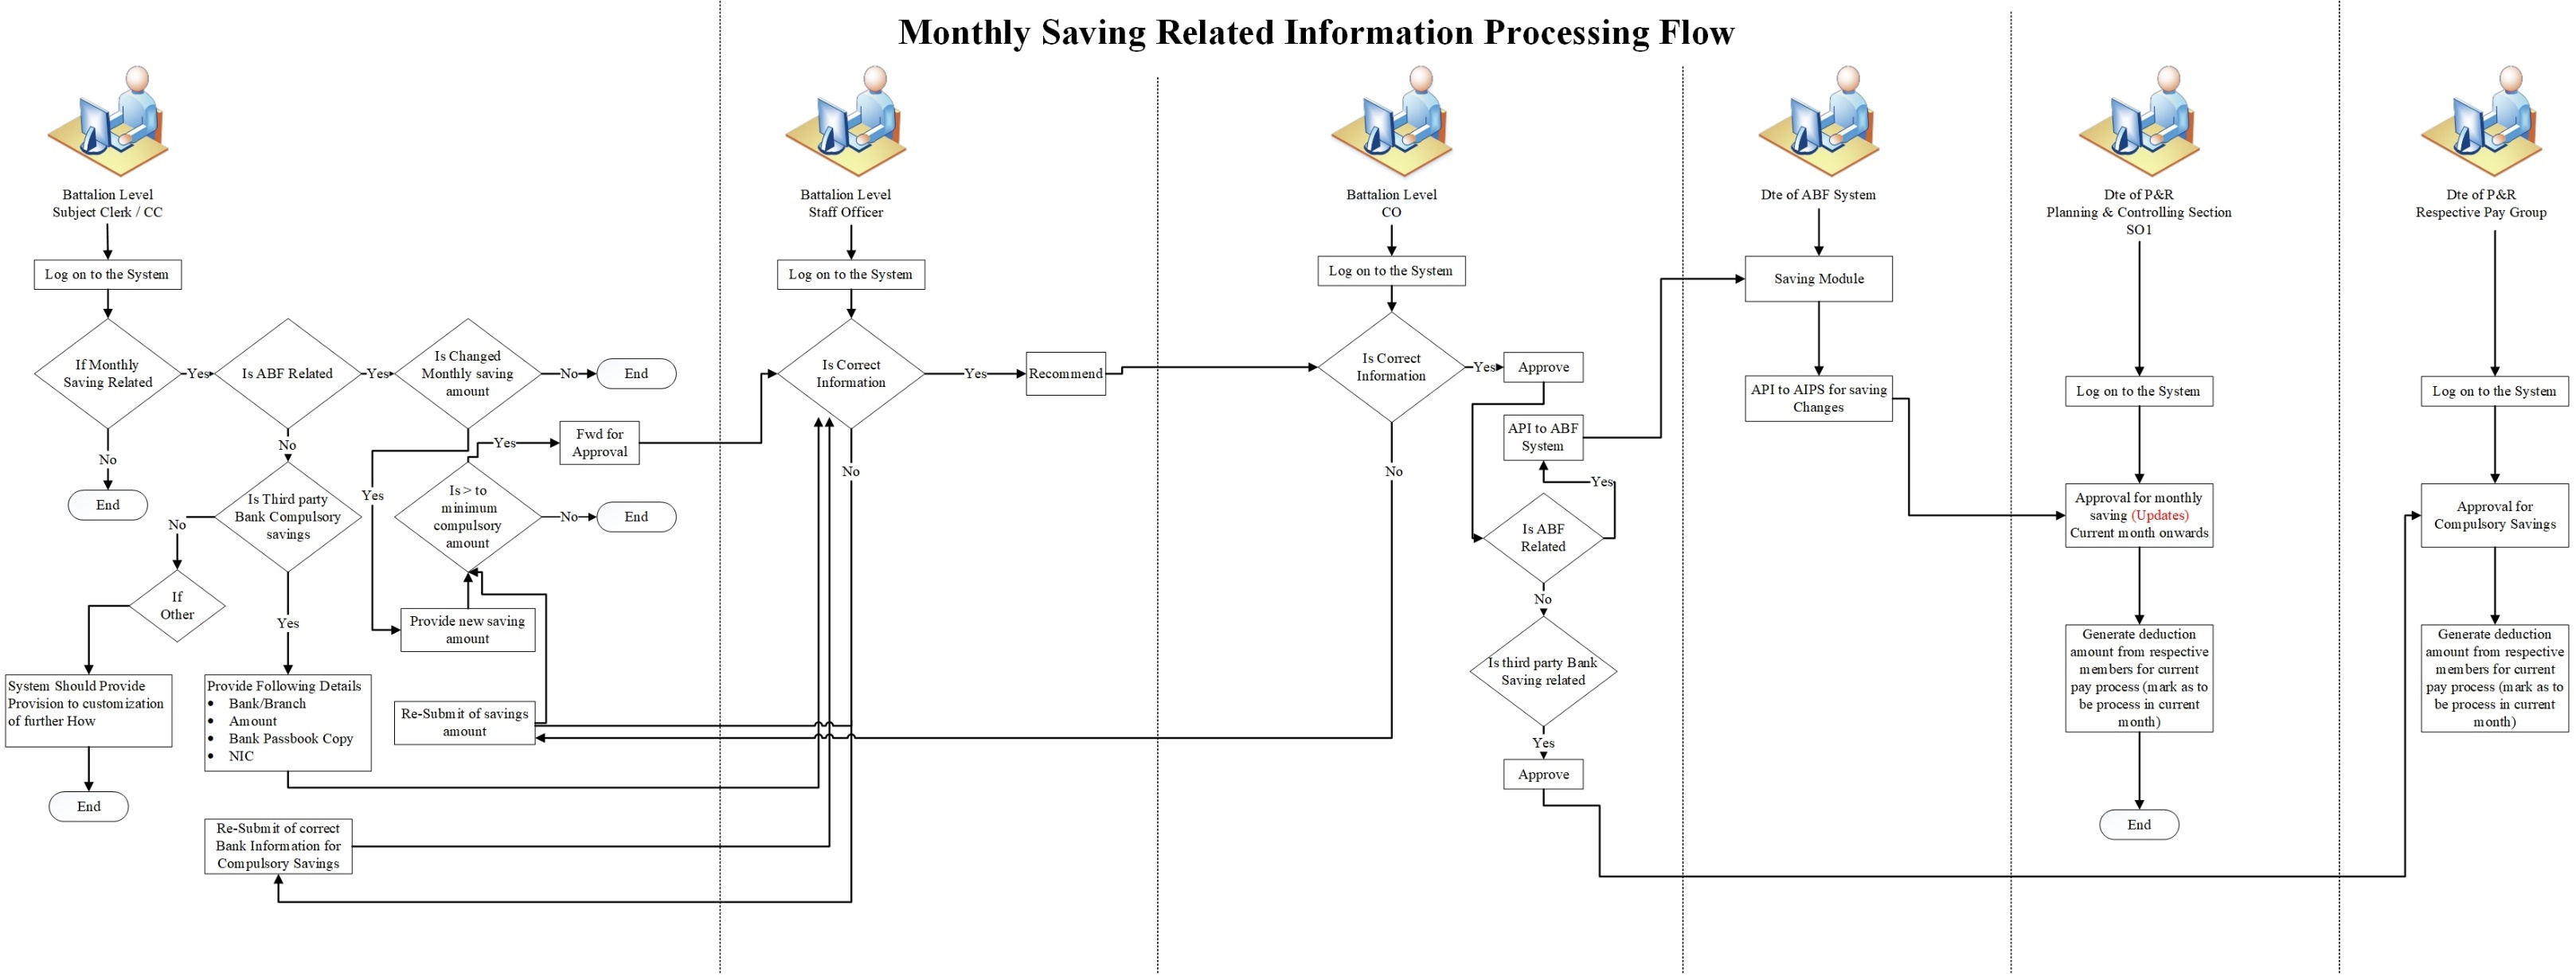 Monthly Saving Related Information Processing Flow
Battalion Level
Subject Clerk / CC
Log on to the System
If Monthly
Saving Related
Yes
No
End
Is ABF Related
Yes
No
Is Changed
Monthly saving
amount
No
End
Yes
Is Third party
Bank Compulsory
savings
No
If
Other
System Should Provide
Provision to customization
of further How
End
Yes
Provide Following Details
• Bank/Branch
• Amount
• Bank Passbook Copy
• NIC
Is > to
minimum
compulsory
amount
Yes
Fwd for
Approval
No
End
Provide new saving
amount
Re-Submit of savings
amount
Re-Submit of correct
Bank Information for
Compulsory Savings
Battalion Level
Staff Officer
Log on to the System
Is Correct
Information
Yes
Recommend
No
Battalion Level
CO
Log on to the System
Is Correct
Information
Yes
Approve
No
API to ABF
System
Yes
Is ABF
Related
No
Is third party Bank
Saving related
Yes
Approve
Dte of ABF System
Saving Module
API to AIPS for saving
Changes
Dte of P&R
Planning & Controlling Section
SO1
Log on to the System
Approval for monthly
saving (Updates)
Current month onwards
Generate deduction
amount from respective
members for current
pay process (mark as to
be process in current
month)
End
Dte of P&R
Respective Pay Group
Log on to the System
Approval for
Compulsory Savings
Generate deduction
amount from respective
members for current
pay process (mark as to
be process in current
month)